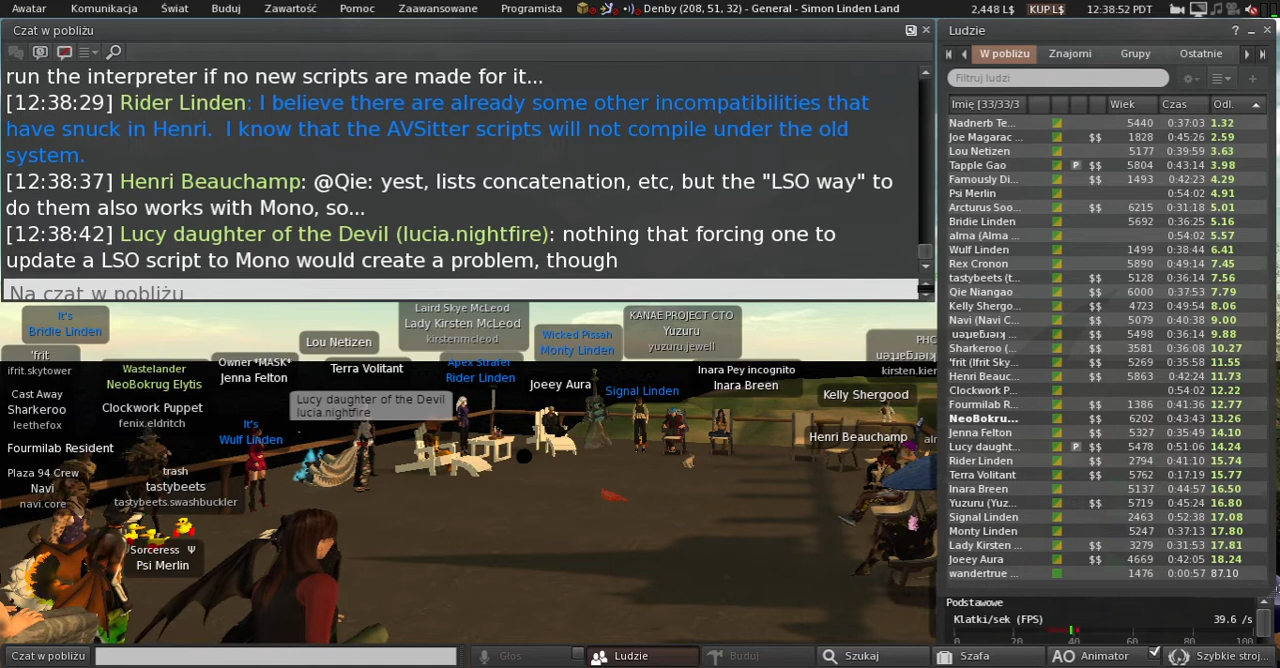 Awatar Komunikacja Świat Buduj Zawartość Pomoc Zaawansowane Programista Denby (208, 51, 32) - General - Simon Linden Land 2,448 L$ KUP L$ 12:38:52 PDT
Czat w pobliżu
run the interpreter if no new scripts are made for it...
[12:38:29] Rider Linden: I believe there are already some other incompatibilities that
have snuck in Henri. I know that the AVSitter scripts will not compile under the old
system.
[12:38:37] Henri Beauchamp: @Qie: yest, lists concatenation, etc, but the "LSO way" to
do them also works with Mono, so...
[12:38:42] Lucy daughter of the Devil (lucia.nightfire): nothing that forcing one to
update a LSO script to Mono would create a problem, though
Na czat w pobliżu
It's
Bridie Linden
Laird Skye McLeod
Lady Kirsten McLeod
kirstenmcleod
KANAE PROJECT CTO
Yuzuru
yuzuru.jewell
Lou Netizen
Wicked Pissah
Monty Linden
kirsten.kier
'frit
ifrit.skytower
Wastelander
NeoBokrug Elytis
Owner *MASK*
Jenna Felton
Terra Volitant
Apex Strafer
Rider Linden
Joeey Aura
Signal Linden
Inara Pey incognito
Inara Breen
Kelly Shergood
Cast Away
Sharkeroo
leethefox
Clockwork Puppet
fenix.eldritch
Lucy daughter of the Devil
lucia.nightfire
It's
Wulf Linden
Henri Beauchamp
Fourmilab Resident
Plaza 94 Crew
Navi
navi.core
trash
tastybeets
tastybeets.swashbuckler
Sorceress Ψ
Psi Merlin
Ludzie
W pobliżu Znajomi Grupy Ostatnie
Filtruj ludzi
Imię [33/33/3 Wiek Czas Odl.
Nadnerb Te... 5440 0:37:03 1.32
Joe Magarac $$ 1828 0:45:26 2.59
Lou Netizen 5177 0:39:59 3.63
Tapple Gao P $$ 5804 0:43:14 3.98
Famously Di... $$ 1493 0:42:23 4.29
Psi Merlin 0:54:02 4.91
Arcturus Soo... $$ 6215 0:31:18 5.01
Bridie Linden 5692 0:36:25 5.16
alma (Alma ... 0:54:02 5.57
Wulf Linden 1499 0:38:44 6.41
Rex Cronon 5890 0:49:14 7.45
tastybeets (t... $$ 5128 0:36:14 7.56
Qie Niangao $$ 6000 0:37:53 7.79
Kelly Shergo... $$ 4723 0:49:54 8.06
Navi (Navi C... $$ 5079 0:40:38 9.00
$$ 5498 0:36:14 9.88
Sharkeroo (... $$ 3581 0:36:08 10.27
'frit (Ifrit Sk... $$ 5269 0:35:58 11.55
Henri Beauc... $$ 5863 0:42:24 11.73
Clockwork P... 0:54:02 12.22
Fourmilab R... $$ 1386 0:41:36 12.77
NeoBokru... $$ 6202 0:43:43 13.26
Jenna Felton $$ 5327 0:35:49 14.10
Lucy daught... P $$ 5478 0:51:06 14.24
Rider Linden 2794 0:41:10 15.74
Terra Volitant $$ 5762 0:17:19 15.77
Inara Breen 5137 0:44:57 16.50
Yuzuru (Yuz... $$ 5719 0:45:24 16.80
Signal Linden 2463 0:52:38 17.08
Monty Linden 5247 0:37:13 17.80
Lady Kirsten ... $$ 3279 0:31:53 17.81
Joeey Aura $$ 4669 0:42:05 18.24
wandertrue ... 1476 0:00:57 87.10
Podstawowe
Klatki/sek (FPS) 39.6 /s
0 20 40 60 80 100
Czat w pobliżu Głos Ludzie Buduj Szukaj Szafa AO Animator Szybkie stroj...